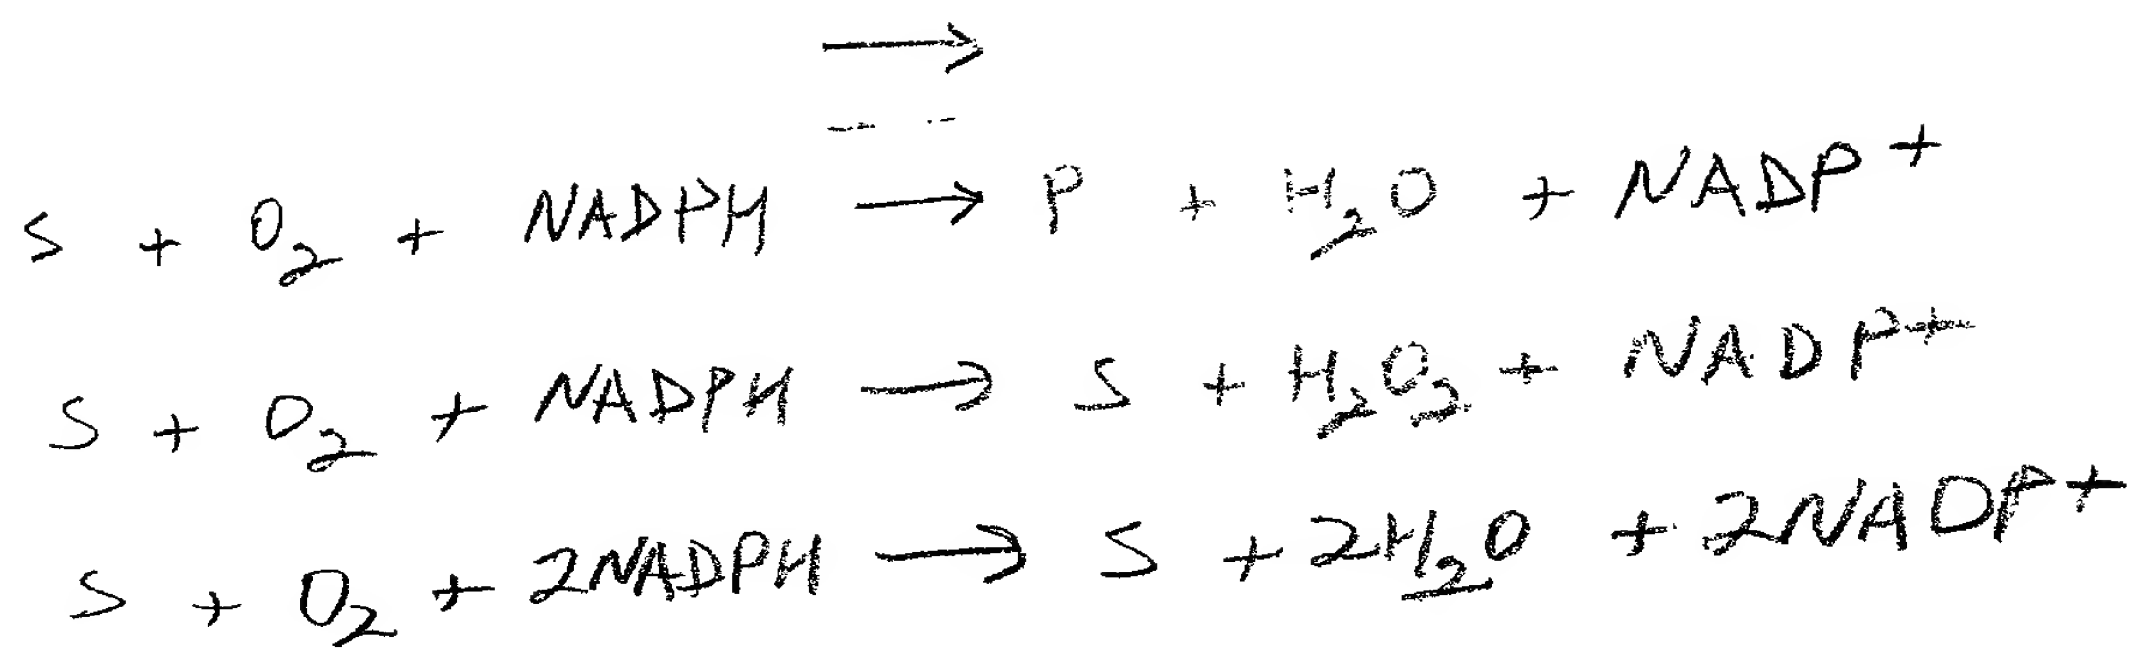 →
S + O₂ + NADPH → P + H₂O + NADP⁺
S + O₂ + NADPH → S + H₂O₂ + NADP⁺
S + O₂ + 2NADPH → S + 2H₂O + 2NADP⁺